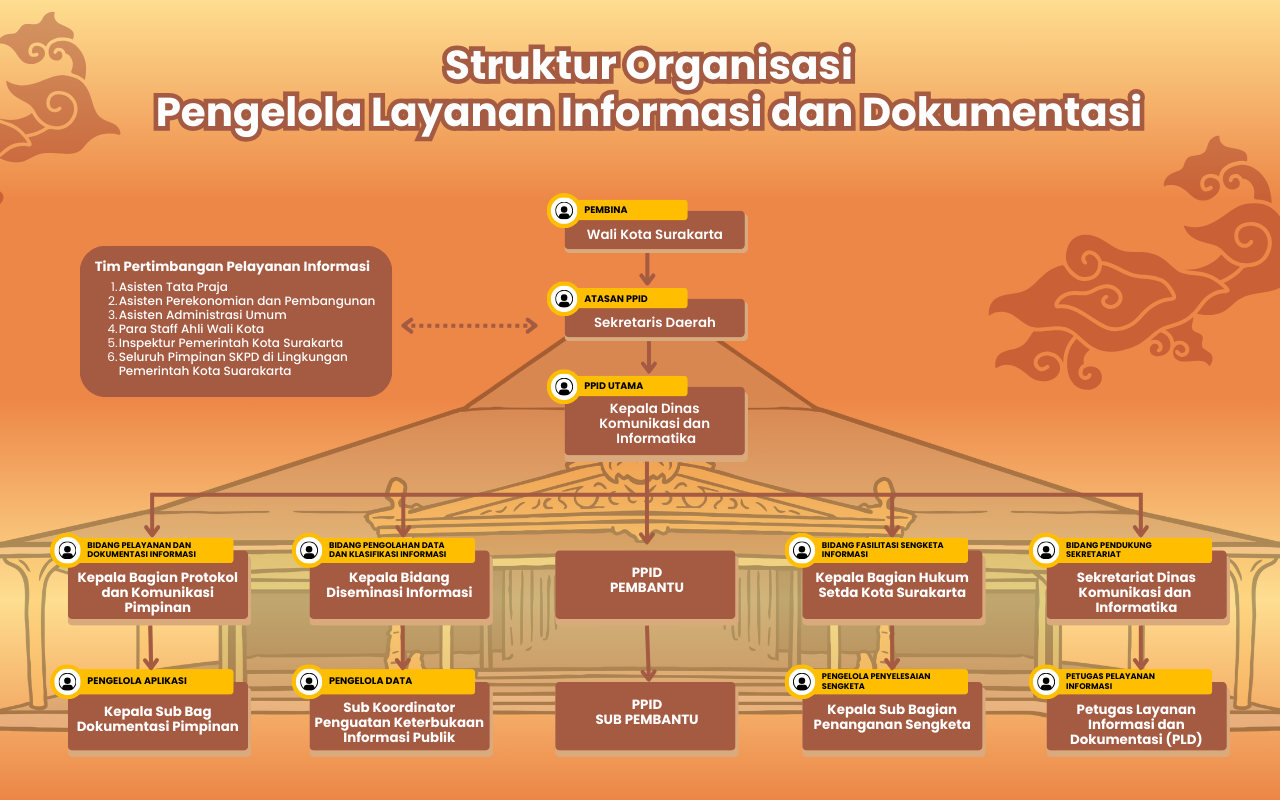 Struktur Organisasi
Pengelola Layanan Informasi dan Dokumentasi
PEMBINA
Wali Kota Surakarta
Tim Pertimbangan Pelayanan Informasi
1.Asisten Tata Praja
2.Asisten Perekonomian dan Pembangunan
3.Asisten Administrasi Umum
4.Para Staff Ahli Wali Kota
5.Inspektur Pemerintah Kota Surakarta
6.Seluruh Pimpinan SKPD di Lingkungan
Pemerintah Kota Suarakarta
ATASAN PPID
Sekretaris Daerah
PPID UTAMA
Kepala Dinas
Komunikasi dan
Informatika
BIDANG PELAYANAN DAN
DOKUMENTASI INFORMASI
Kepala Bagian Protokol
dan Komunikasi
Pimpinan
BIDANG PENGOLAHAN DATA
DAN KLASIFIKASI INFORMASI
Kepala Bidang
Diseminasi Informasi
PPID
PEMBANTU
BIDANG FASILITASI SENGKETA
INFORMASI
Kepala Bagian Hukum
Setda Kota Surakarta
BIDANG PENDUKUNG
SEKRETARIAT
Sekretariat Dinas
Komunikasi dan
Informatika
PENGELOLA APLIKASI
Kepala Sub Bag
Dokumentasi Pimpinan
PENGELOLA DATA
Sub Koordinator
Penguatan Keterbukaan
Informasi Publik
PPID
SUB PEMBANTU
PENGELOLA PENYELESAIAN
SENGKETA
Kepala Sub Bagian
Penanganan Sengketa
PETUGAS PELAYANAN
INFORMASI
Petugas Layanan
Informasi dan
Dokumentasi (PLD)